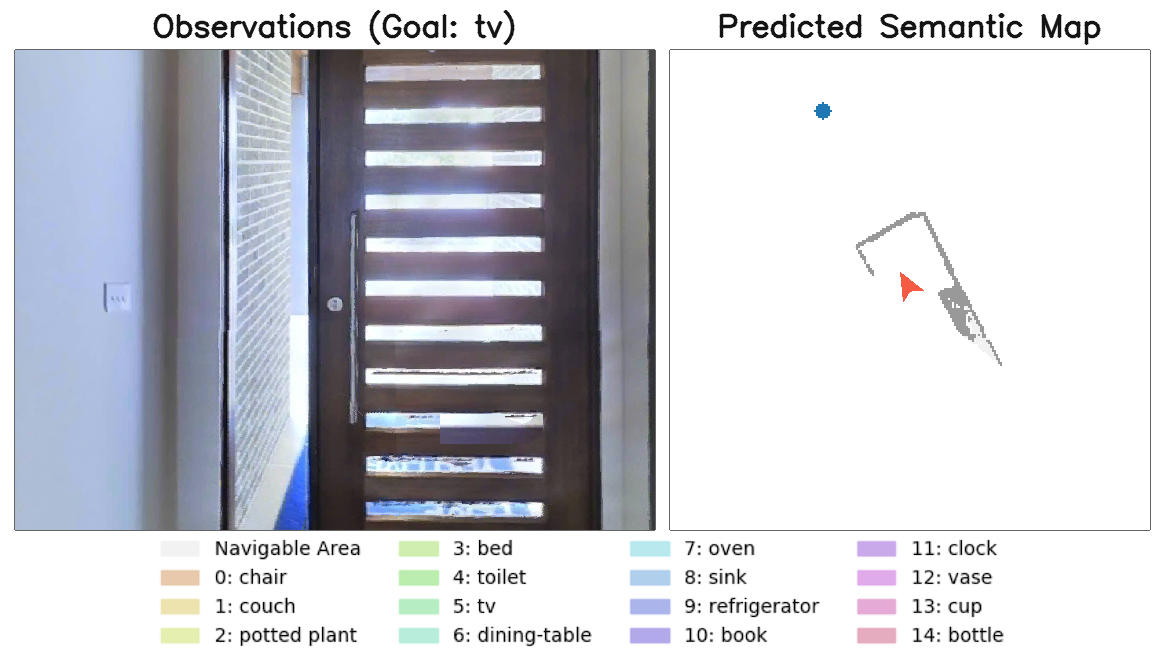 Observations (Goal: tv)
Predicted Semantic Map
Navigable Area
0: chair
1: couch
2: potted plant
3: bed
4: toilet
5: tv
6: dining-table
7: oven
8: sink
9: refrigerator
10: book
11: clock
12: vase
13: cup
14: bottle